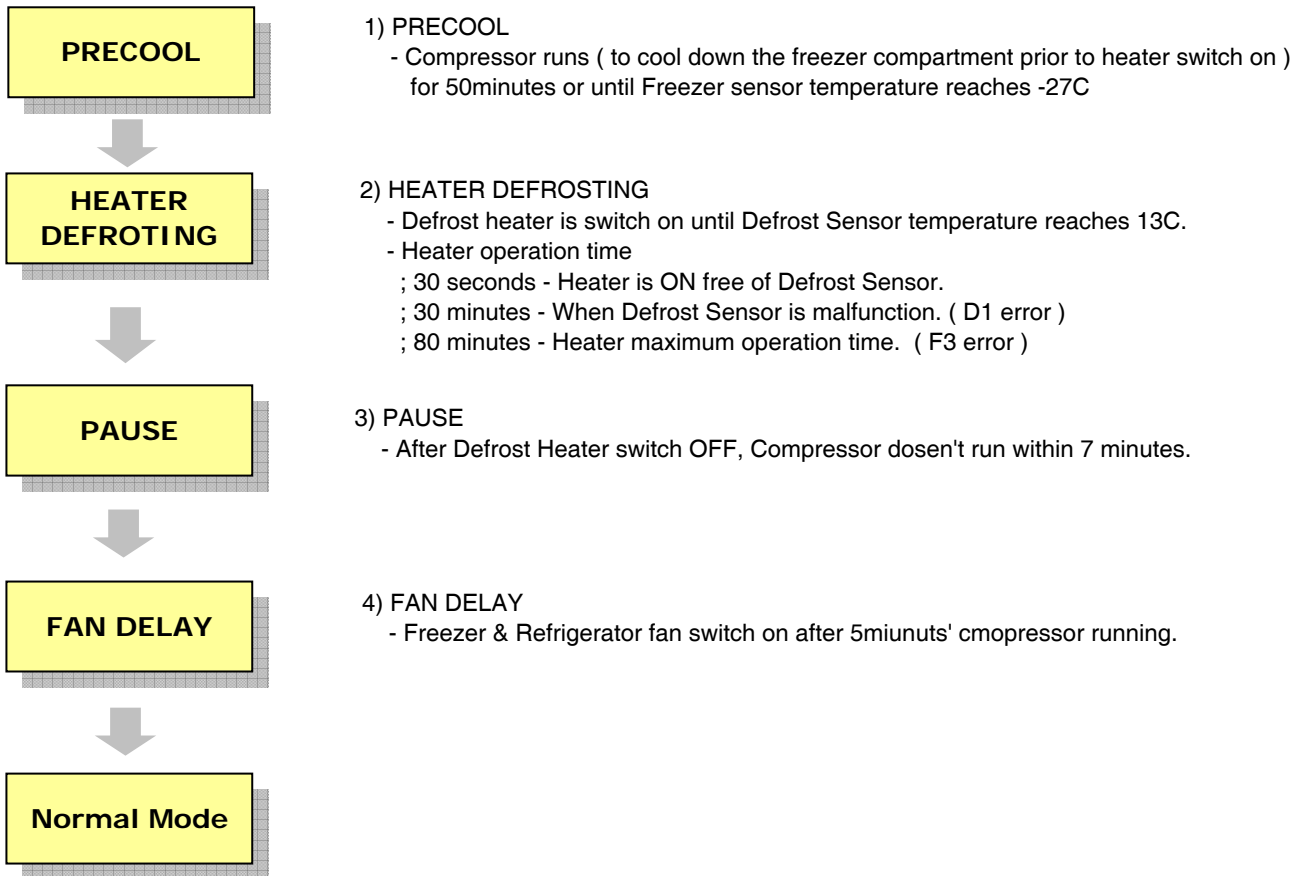 PRECOOL
1) PRECOOL
- Compressor runs ( to cool down the freezer compartment prior to heater switch on )
for 50minutes or until Freezer sensor temperature reaches -27C
HEATER
DEFROTING
2) HEATER DEFROSTING
- Defrost heater is switch on until Defrost Sensor temperature reaches 13C.
- Heater operation time
; 30 seconds - Heater is ON free of Defrost Sensor.
; 30 minutes - When Defrost Sensor is malfunction. ( D1 error )
; 80 minutes - Heater maximum operation time. ( F3 error )
PAUSE
3) PAUSE
- After Defrost Heater switch OFF, Compressor dosen't run within 7 minutes.
FAN DELAY
4) FAN DELAY
- Freezer & Refrigerator fan switch on after 5miunuts' cmopressor running.
Normal Mode